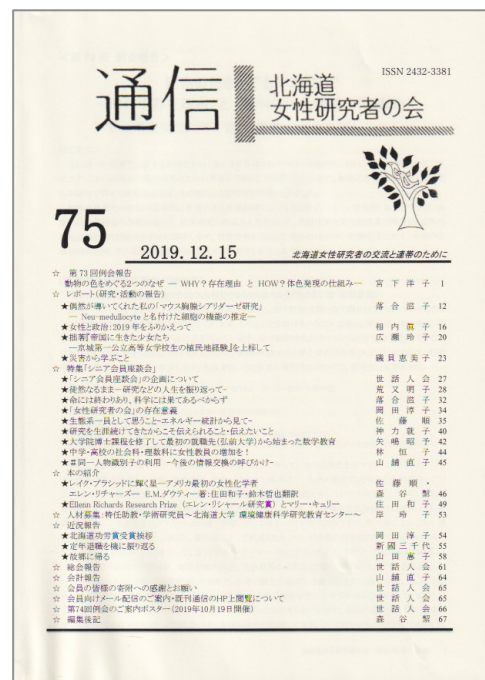 ISSN 2432-3381
通信
北海道
女性研究者の会
75
2019.12.15
北海道女性研究者の交流と連帯のために
☆ 第73回例会報告
動物の色をめぐる2つのなぜ ― WHY?存在理由 と HOW?体色発現の仕組み― 宮下洋子 1
☆ レポート(研究・活動の報告)
★偶然が導いてくれた私の「マウス胸腺シアリダーゼ研究」 落合滋子 12
― Neu-medullocyte と名付けた細胞の機能の推定―
★女性と政治:2019年をふりかえって 相内眞子 16
★拙著『帝国に生きた少女たち 広瀬玲子 20
―京城第一公立高等女学校生の植民地経験』を上梓して
★災害から学ぶこと 磯貝恵美子 23
☆ 特集「シニア会員座談会」
★「シニア会員座談会」の企画について 世話人会 27
★徒然なるまま―研究などの人生を振り返って- 荒又明子 28
★命には終わりあり、科学には果てあるべからず 落合滋子 32
★「女性研究者の会」の存在意義 岡田淳子 34
★生態系一員として思うこと―エネルギー統計から見て- 佐藤順 35
★研究を生涯続けてきたからこそ伝えられること・伝えたいこと 神力就子 40
★大学院博士課程を修了して最初の就職先(弘前大学)から始まった数学教育 矢嶋昭予 42
★中学・高校の社会科・理数科に女性教員の増加を! 林恒子 44
★＃同一人物識別子の利用 -今後の情報交換の呼びかけ- 山舗直子 45
☆ 本の紹介
★レイク・プラシッドに輝く星―アメリカ最初の女性化学者 佐藤順・
エレン・リチャーズ― E.M.ダウティー著:住田和子・鈴木哲也翻訳 森谷絜 46
★Ellenn Richards Research Prize (エレン・リシャール研究賞)とマリー・キュリー 住田和子 49
☆ 人材募集:特任助教・学術研究員～北海道大学 環境健康科学研究教育センター～ 岸玲子 53
☆ 近況報告
★北海道功労賞受賞挨拶 岡田淳子 54
★定年退職を機に振り返る 新國三千代 55
★故郷に帰る 山田惠子 58
☆ 総会報告 世話人会 61
☆ 会計報告 山舗直子 64
☆ 会員の皆様の寄附への感謝とお願い 世話人会 65
☆ 会員向けメール配信のご案内・既刊通信のHP上閲覧について 世話人会 65
☆ 第74回例会のご案内ポスター(2019年10月19日開催) 世話人会 66
☆ 編集後記 森谷絜 67